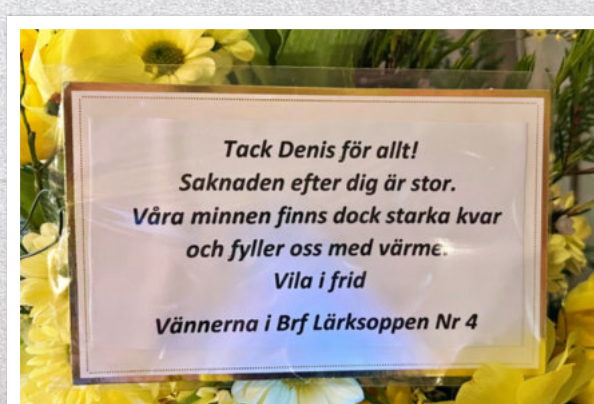 Tack Denis för allt!
Saknaden efter dig är stor.
Våra minnen finns dock starka kvar
och fyller oss med värme.
Vila i frid
Vännerna i Brf Lärksoppen Nr 4